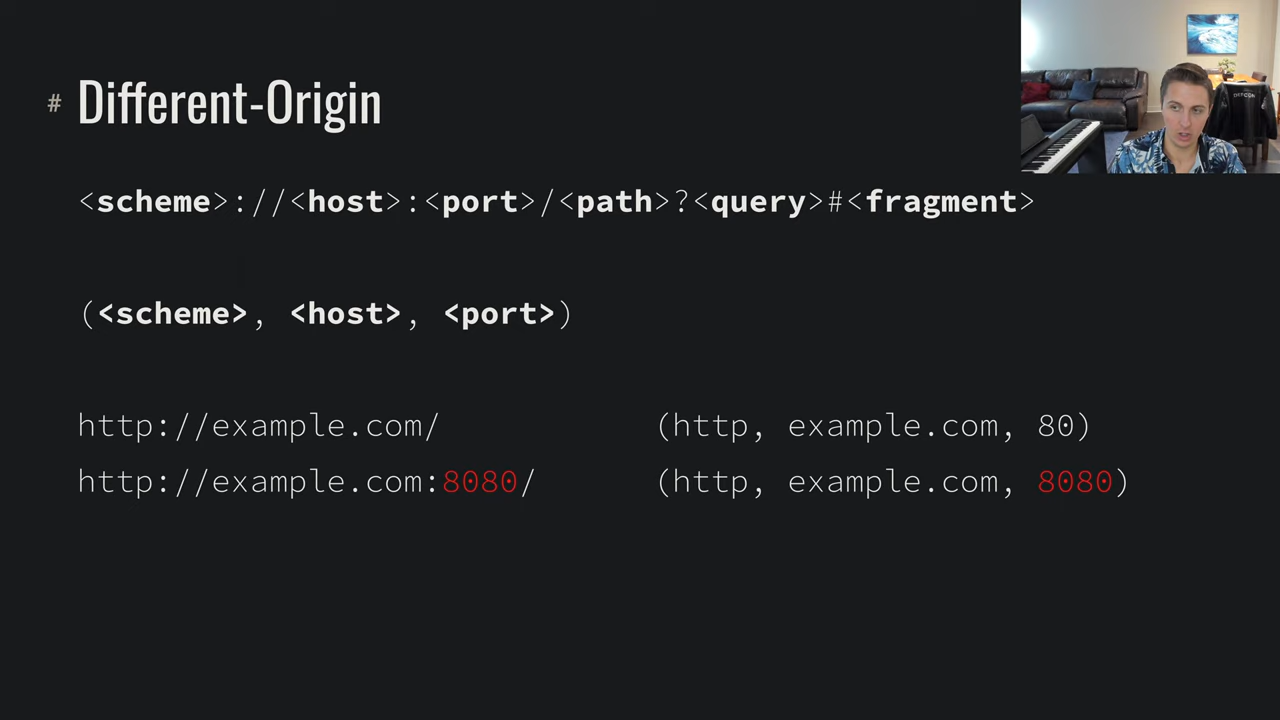 # Different-Origin
<scheme>://<host>:<port>/<path>?<query>#<fragment>
(<scheme>, <host>, <port>)
http://example.com/ (http, example.com, 80)
http://example.com:8080/ (http, example.com, 8080)
DEFCON